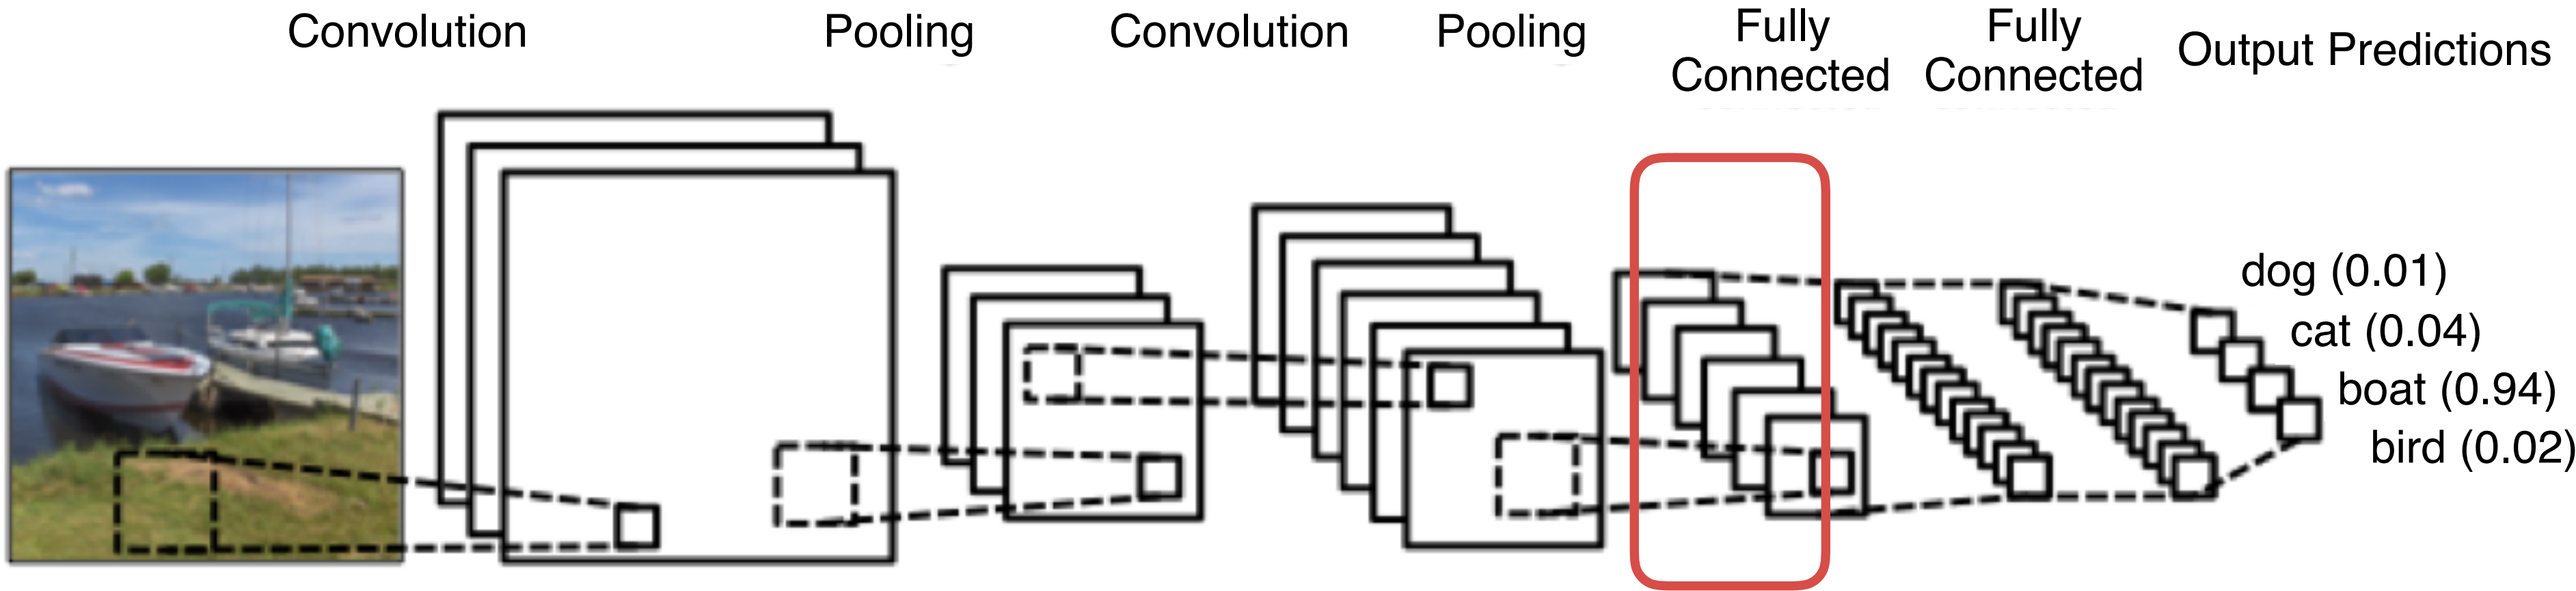 Convolution
Pooling
Convolution
Pooling
Fully
Connected
Fully
Connected
Output Predictions
dog (0.01)
cat (0.04)
boat (0.94)
bird (0.02)